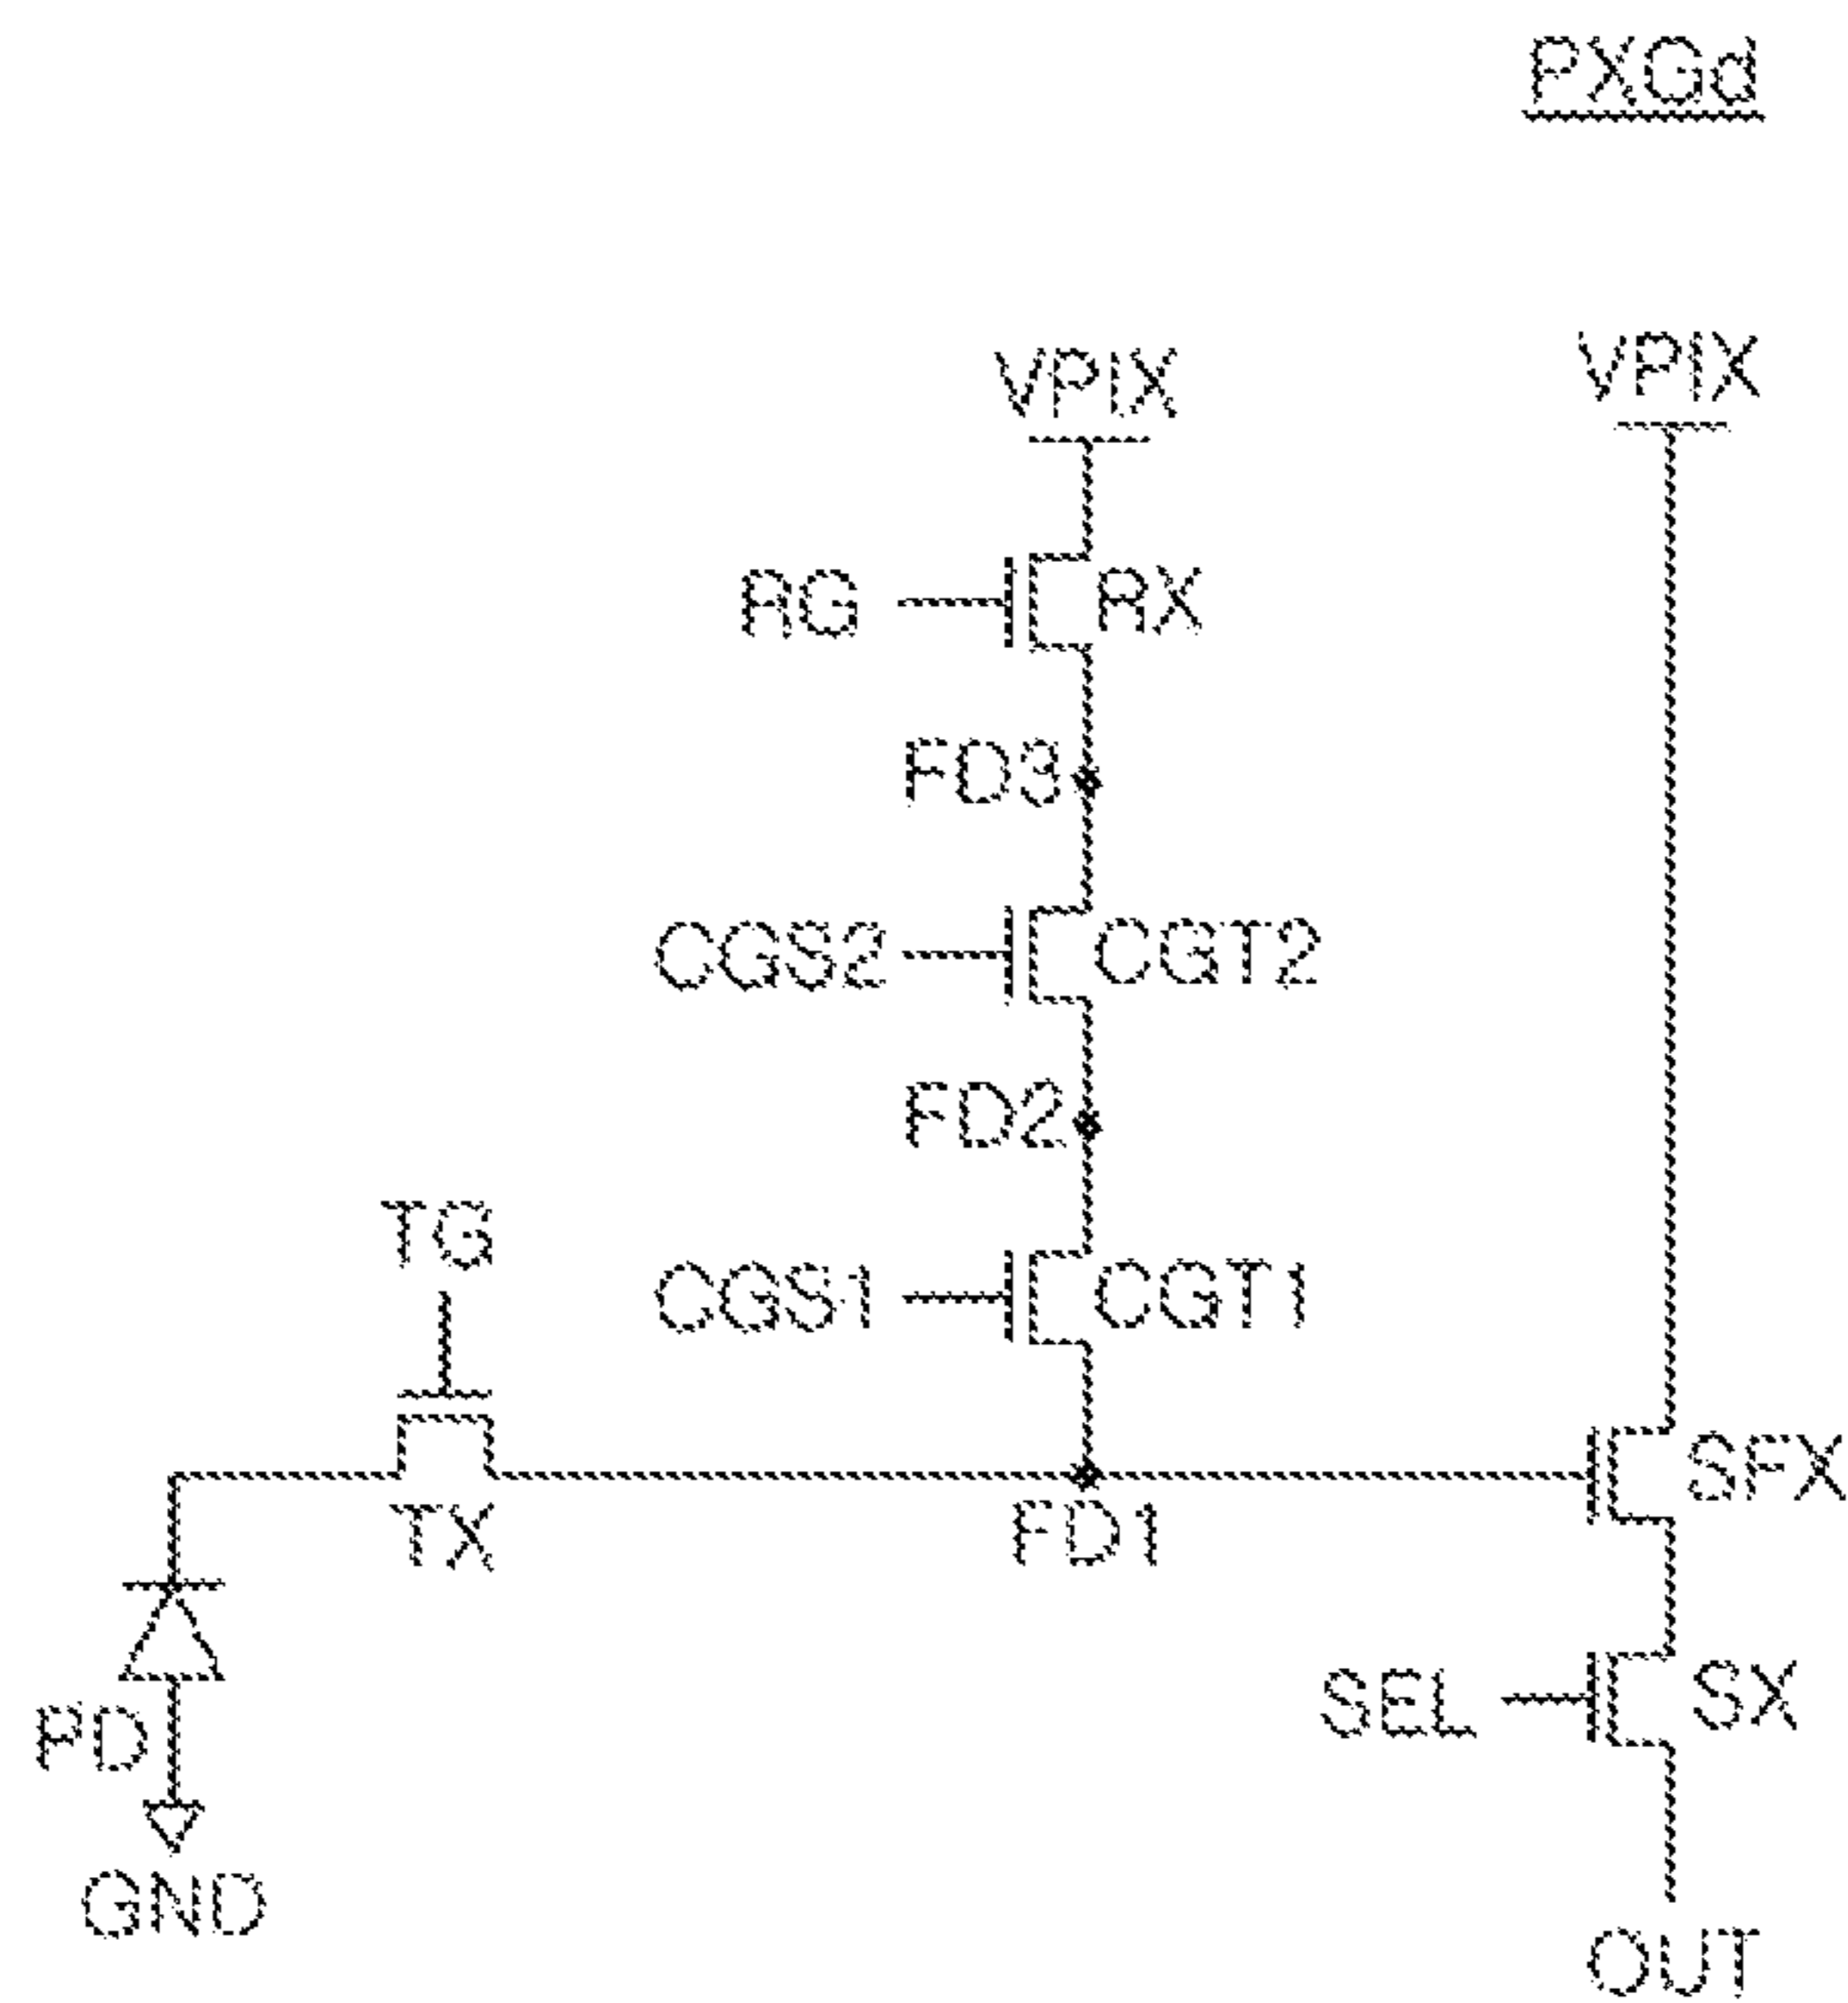 PXGd
VPIX
VPIX
RG
RX
FD3
CGS2
CGT2
FD2
TG
CGS1
CGT1
SFX
TX
FD1
SEL
SX
PD
GND
OUT